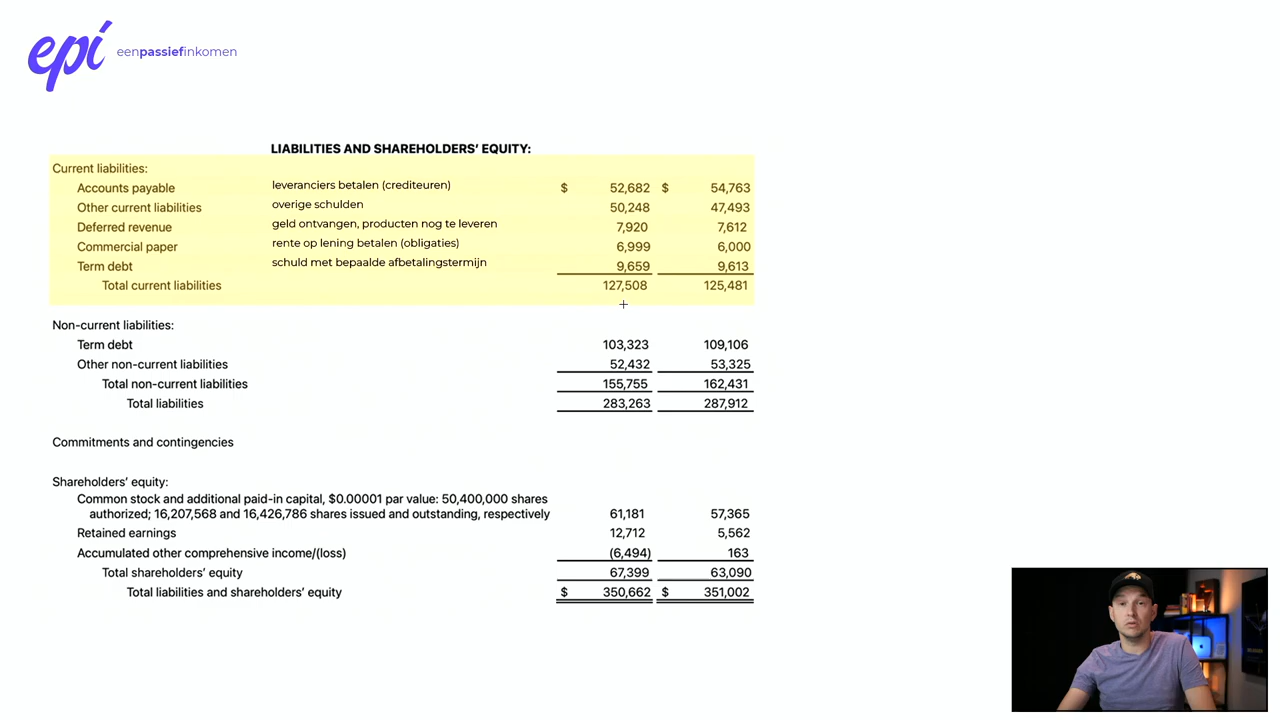 epi eenpassiefinkomen
LIABILITIES AND SHAREHOLDERS' EQUITY:
Current liabilities:
Accounts payable leveranciers betalen (crediteuren) $ 52,682 $ 54,763
Other current liabilities overige schulden 50,248 47,493
Deferred revenue geld ontvangen, producten nog te leveren 7,920 7,612
Commercial paper rente op lening betalen (obligaties) 6,999 6,000
Term debt schuld met bepaalde afbetalingstermijn 9,659 9,613
Total current liabilities 127,508 125,481
Non-current liabilities:
Term debt 103,323 109,106
Other non-current liabilities 52,432 53,325
Total non-current liabilities 155,755 162,431
Total liabilities 283,263 287,912
Commitments and contingencies
Shareholders' equity:
Common stock and additional paid-in capital, $0.00001 par value: 50,400,000 shares
authorized; 16,207,568 and 16,426,786 shares issued and outstanding, respectively 61,181 57,365
Retained earnings 12,712 5,562
Accumulated other comprehensive income/(loss) (6,494) 163
Total shareholders' equity 67,399 63,090
Total liabilities and shareholders' equity $ 350,662 $ 351,002